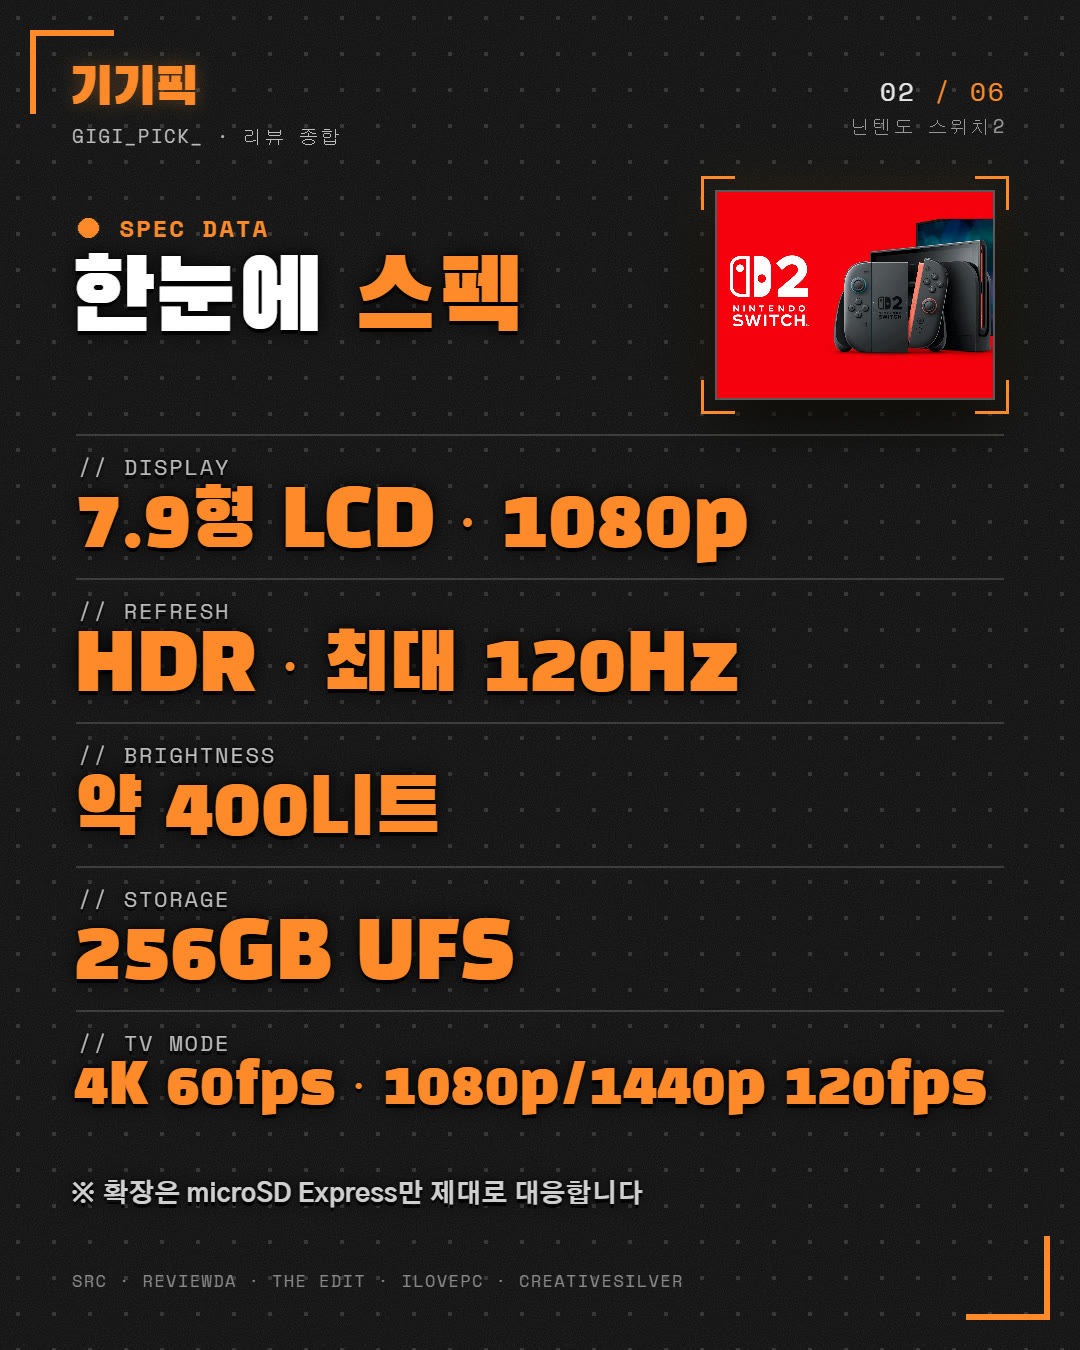 기기픽
GIGI_PICK_ · 리뷰 종합
02 / 06
닌텐도 스위치2
● SPEC DATA
한눈에 스펙
2
NINTENDO
SWITCH
// DISPLAY
7.9형 LCD · 1080p
// REFRESH
HDR · 최대 120Hz
// BRIGHTNESS
약 400니트
// STORAGE
256GB UFS
// TV MODE
4K 60fps · 1080p/1440p 120fps
※ 확장은 microSD Express만 제대로 대응합니다
SRC · REVIEWDA · THE EDIT · ILOVEPC · CREATIVESILVER